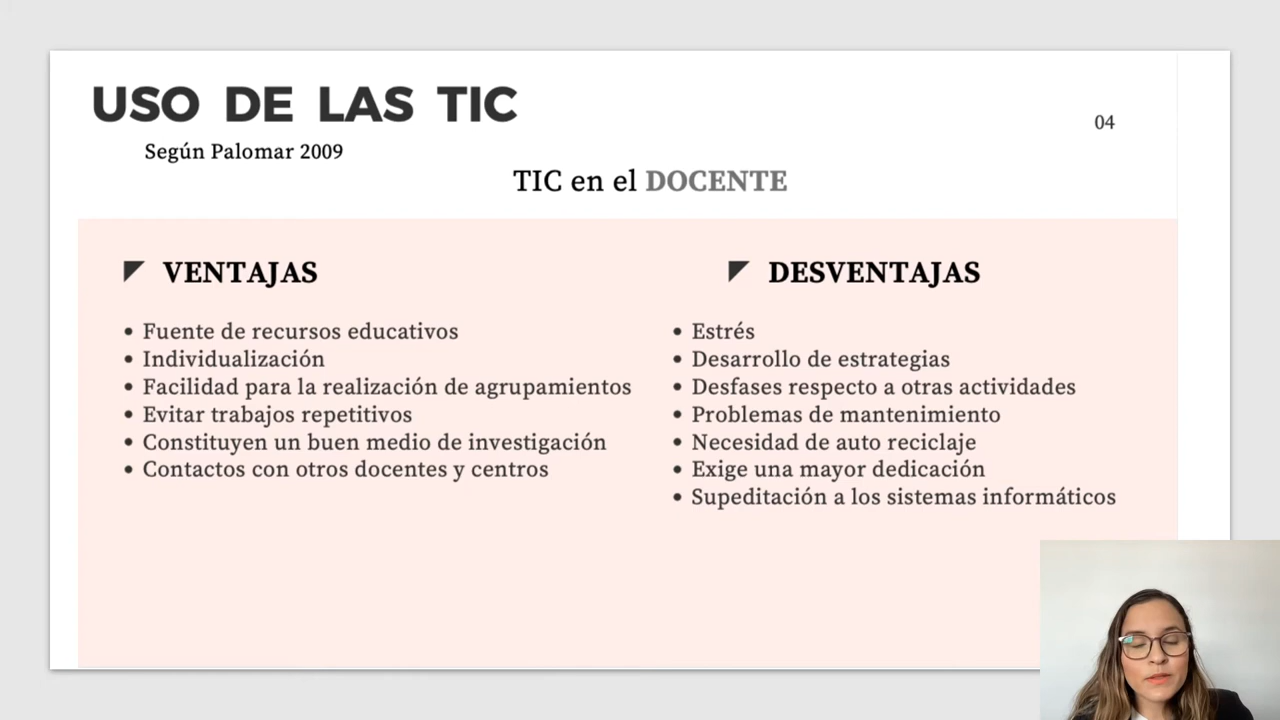 USO DE LAS TIC
04
Según Palomar 2009
TIC en el DOCENTE
VENTAJAS
Fuente de recursos educativos
Individualización
Facilidad para la realización de agrupamientos
Evitar trabajos repetitivos
Constituyen un buen medio de investigación
Contactos con otros docentes y centros
DESVENTAJAS
Estrés
Desarrollo de estrategias
Desfases respecto a otras actividades
Problemas de mantenimiento
Necesidad de auto reciclaje
Exige una mayor dedicación
Supeditación a los sistemas informáticos